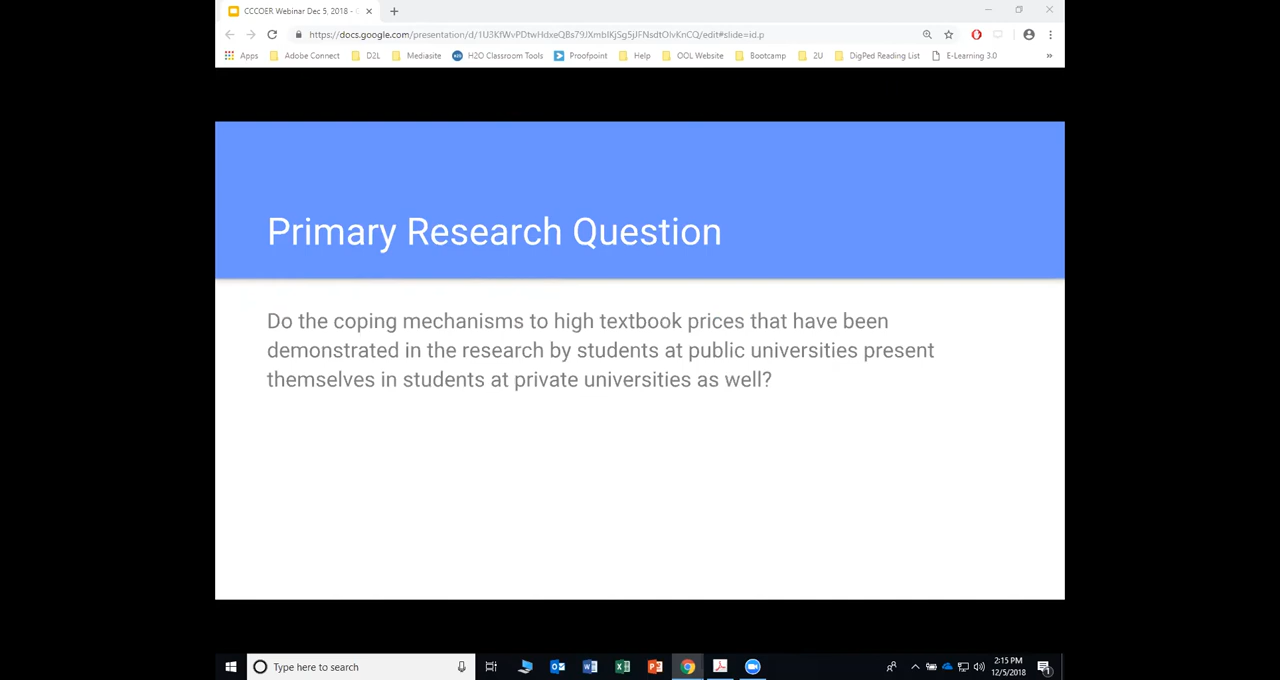 CCCOER Webinar Dec 5, 2018 -
Apps Adobe Connect D2L Mediasite H2O Classroom Tools Proofpoint Help OOL Website Bootcamp 2U DigPed Reading List E-Learning 3.0 »
Primary Research Question
Do the coping mechanisms to high textbook prices that have been
demonstrated in the research by students at public universities present
themselves in students at private universities as well?
Type here to search
2:15 PM
12/5/2018
1